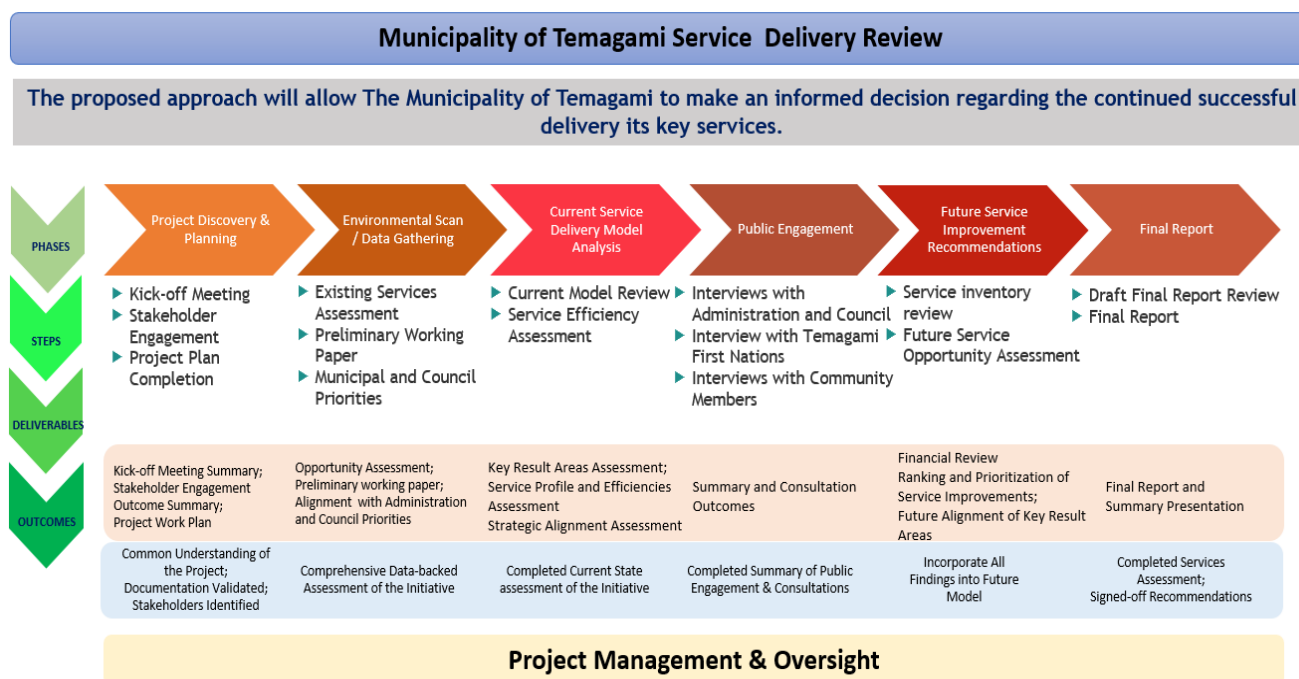 Municipality of Temagami Service Delivery Review
The proposed approach will allow The Municipality of Temagami to make an informed decision regarding the continued successful
delivery its key services.
PHASES
Project Discovery &
Planning
Environmental Scan
/ Data Gathering
Current Service
Delivery Model
Analysis
Public Engagement
Future Service
Improvement
Recommendations
Final Report
STEPS
Kick-off Meeting
Stakeholder
Engagement
Project Plan
Completion
Existing Services
Assessment
Preliminary Working
Paper
Municipal and Council
Priorities
Current Model Review
Service Efficiency
Assessment
Interviews with
Administration and Council
Interview with Temagami
First Nations
Interviews with Community
Members
Service inventory
review
Future Service
Opportunity Assessment
Draft Final Report Review
Final Report
DELIVERABLES
Kick-off Meeting Summary;
Stakeholder Engagement
Outcome Summary;
Project Work Plan
Opportunity Assessment;
Preliminary working paper;
Alignment with Administration
and Council Priorities
Key Result Areas Assessment;
Service Profile and Efficiencies
Assessment
Strategic Alignment Assessment
Summary and Consultation
Outcomes
Financial Review
Ranking and Prioritization of
Service Improvements;
Future Alignment of Key Result
Areas
Final Report and
Summary Presentation
OUTCOMES
Common Understanding of
the Project;
Documentation Validated;
Stakeholders Identified
Comprehensive Data-backed
Assessment of the Initiative
Completed Current State
assessment of the Initiative
Completed Summary of Public
Engagement & Consultations
Incorporate All
Findings into Future
Model
Completed Services
Assessment;
Signed-off Recommendations
Project Management & Oversight